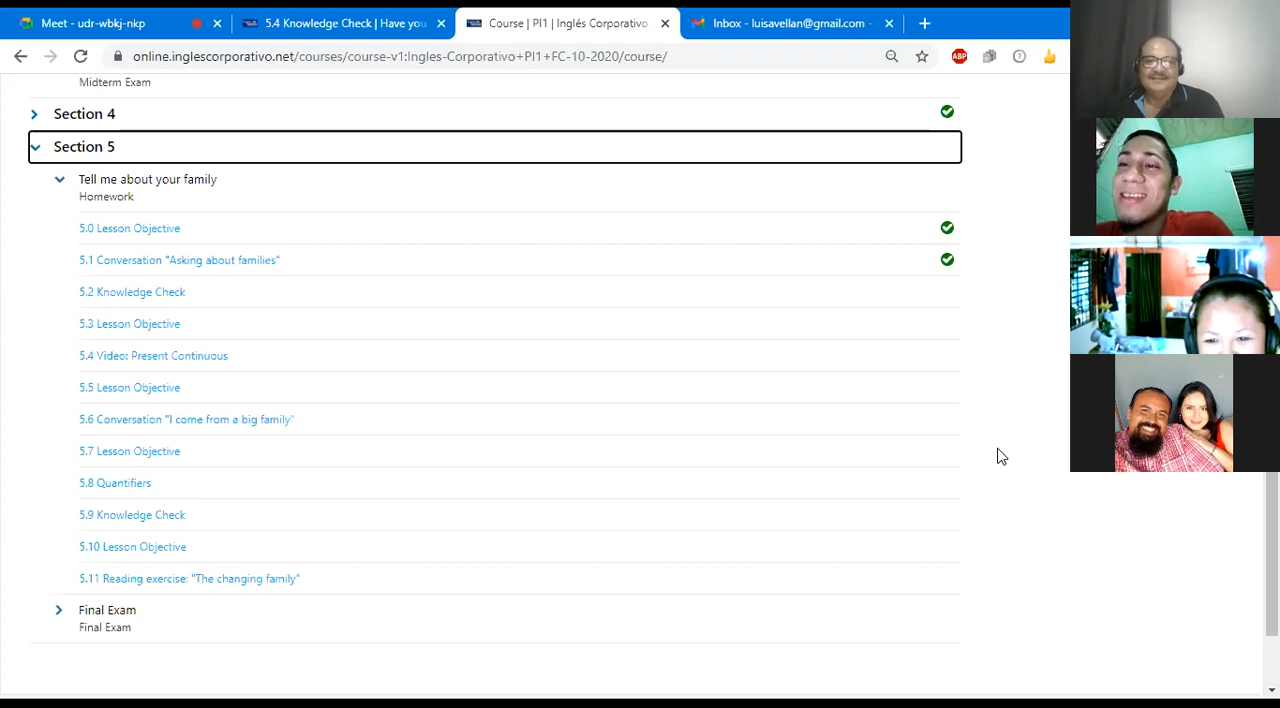 Meet - udr-wbkj-nkp
5.4 Knowledge Check | Have you
Course | PI1 | Inglés Corporativo
Inbox - luisavellan@gmail.com -
online.inglescorporativo.net/courses/course-v1:Ingles-Corporativo+PI1+FC-10-2020/course/
ABP
Midterm Exam
Section 4
Section 5
Tell me about your family
Homework
5.0 Lesson Objective
5.1 Conversation "Asking about families"
5.2 Knowledge Check
5.3 Lesson Objective
5.4 Video: Present Continuous
5.5 Lesson Objective
5.6 Conversation "I come from a big family"
5.7 Lesson Objective
5.8 Quantifiers
5.9 Knowledge Check
5.10 Lesson Objective
5.11 Reading exercise: "The changing family"
Final Exam
Final Exam